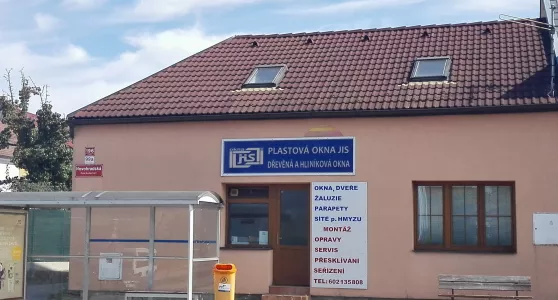 PLASTOVÁ OKNA JIS
DŘEVĚNÁ A HLINÍKOVÁ OKNA
OKNA, DVEŘE
ŽALUZIE
PARAPETY
SÍTĚ p. HMYZU
MONTÁŽ
OPRAVY
SERVIS
PŘESKLÍVÁNÍ
SEŘÍZENÍ
TEL: 602135808